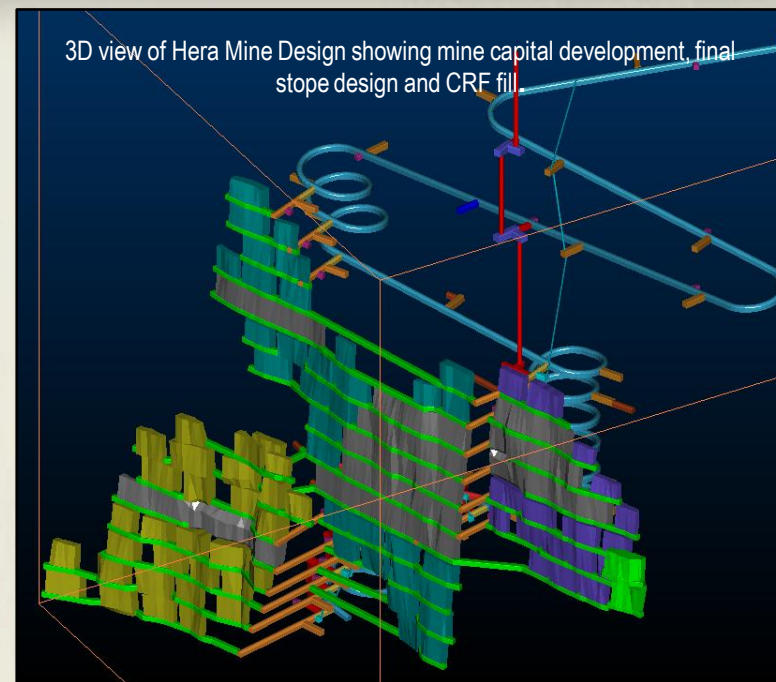 3D view of Hera Mine Design showing mine capital development, final
stope design and CRF fill.